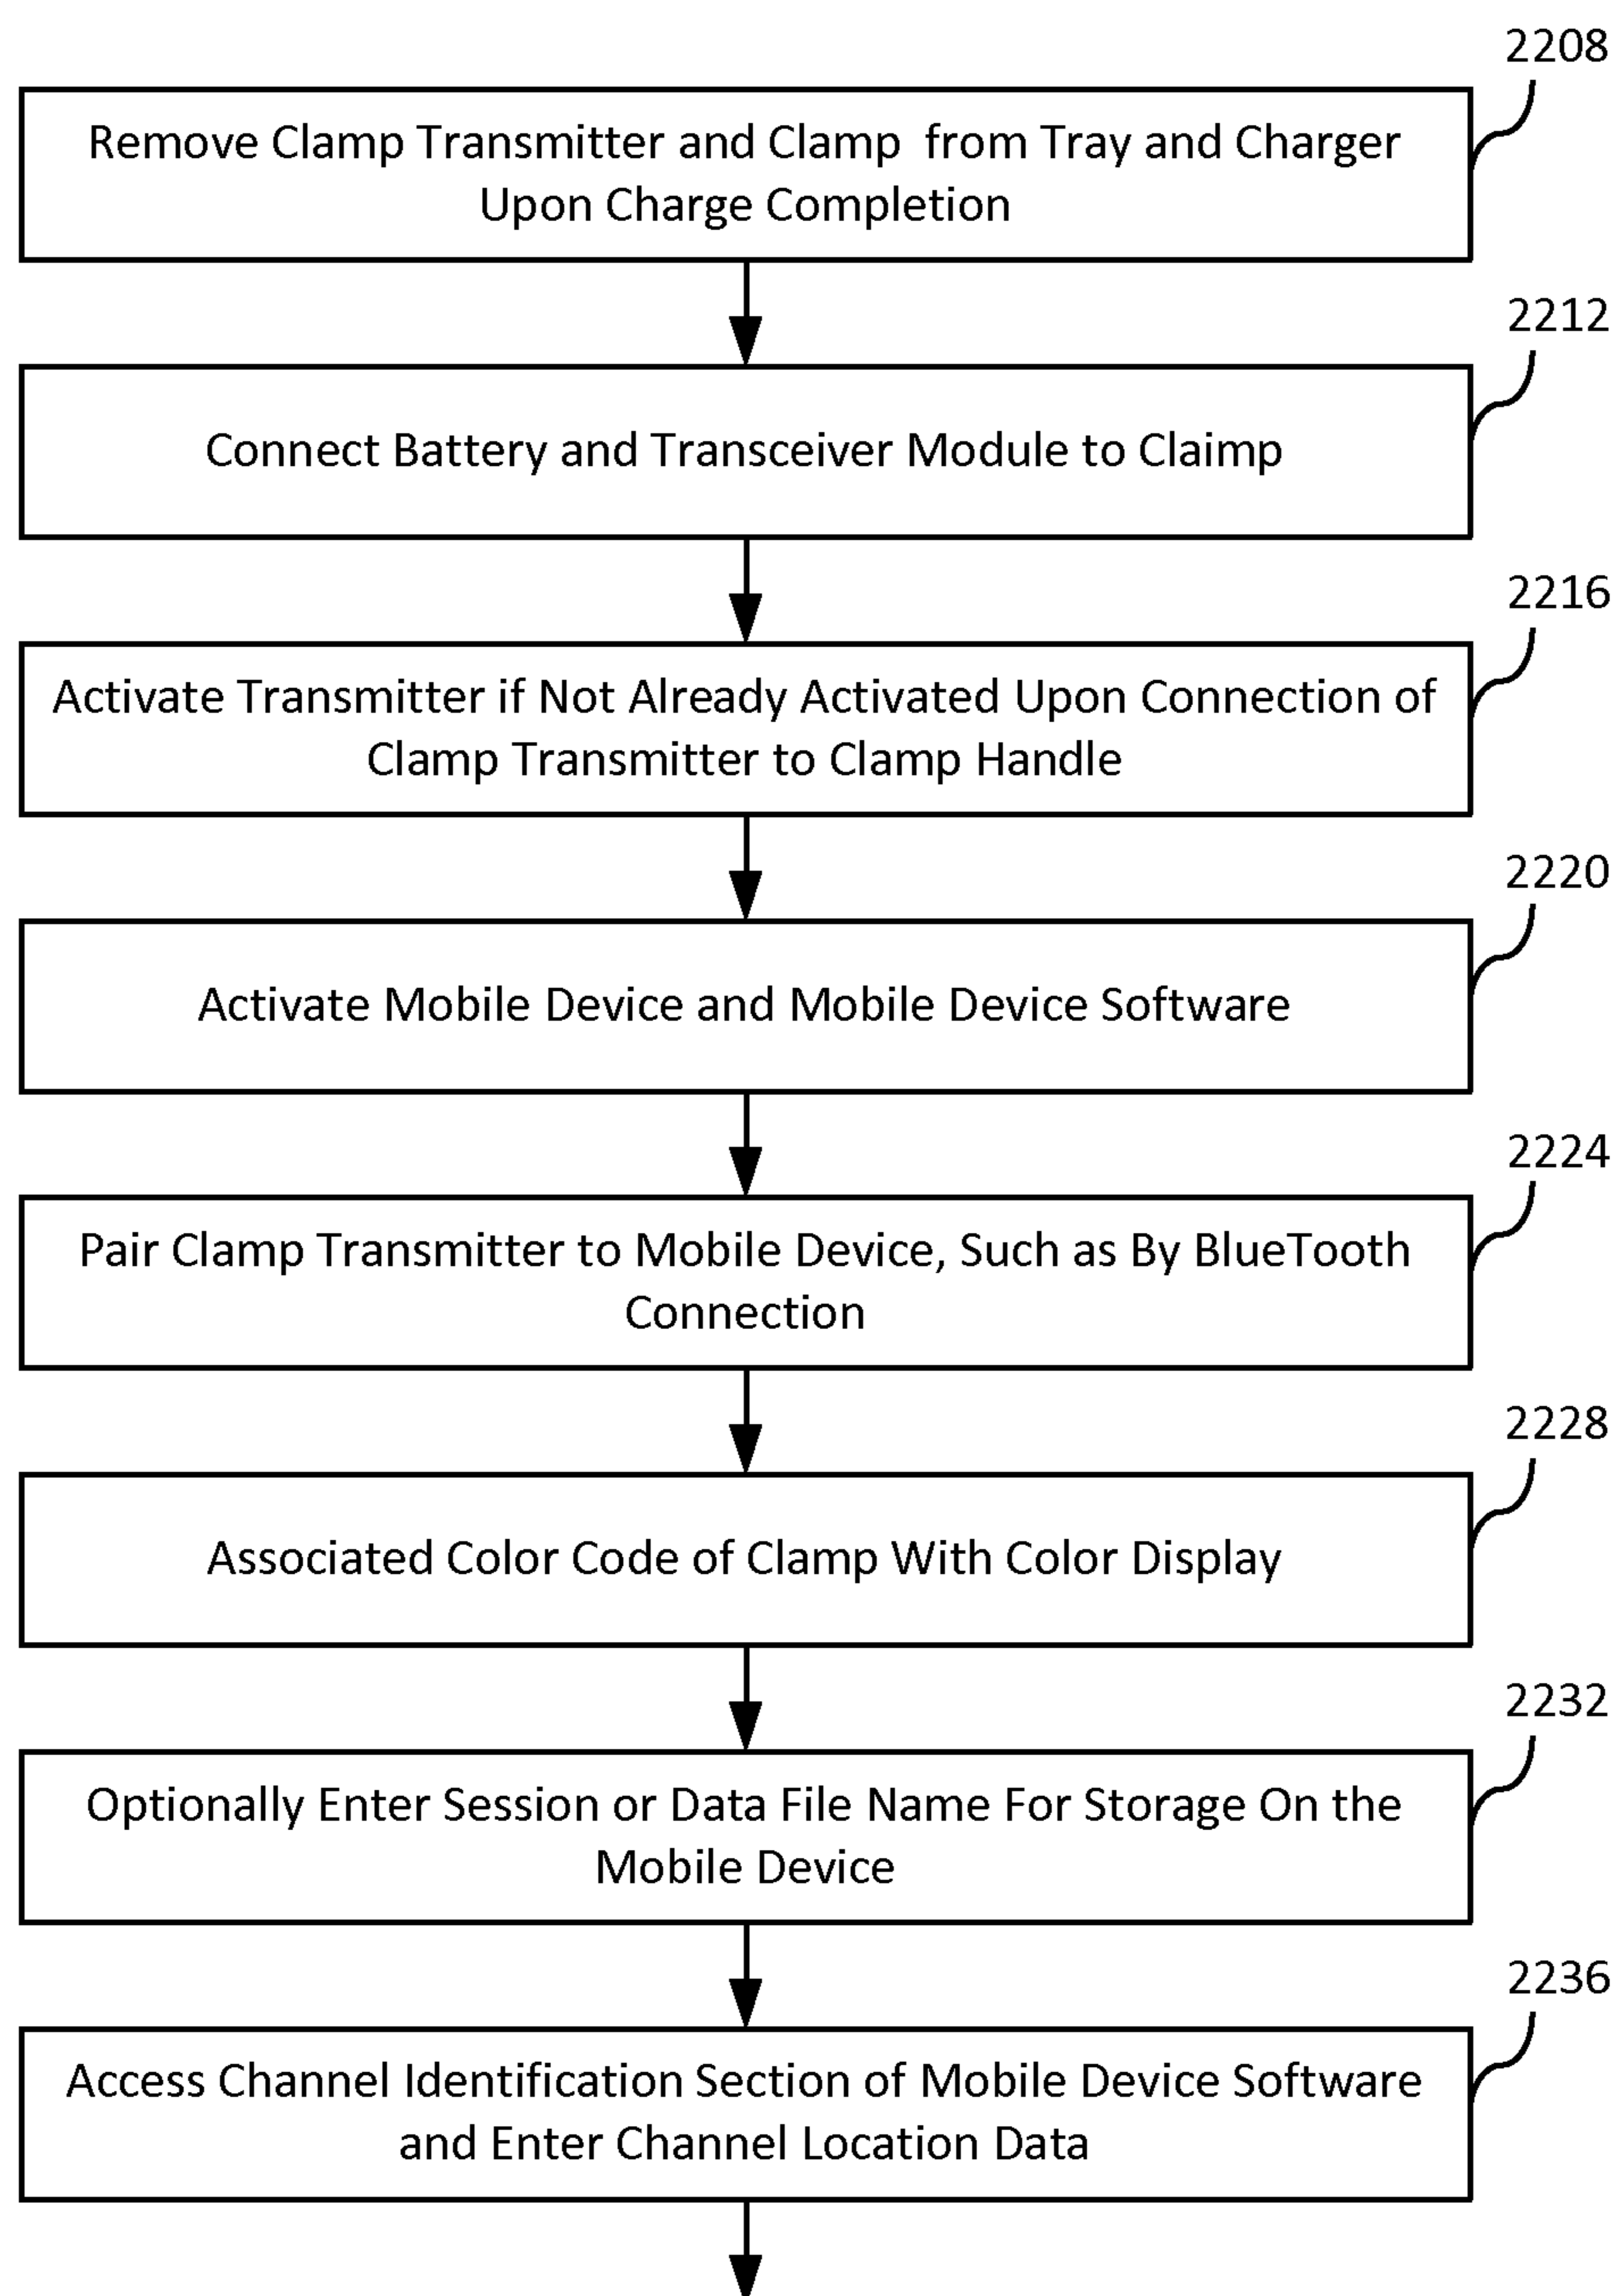 2208
Remove Clamp Transmitter and Clamp from Tray and Charger
Upon Charge Completion
2212
Connect Battery and Transceiver Module to Claimp
2216
Activate Transmitter if Not Already Activated Upon Connection of
Clamp Transmitter to Clamp Handle
2220
Activate Mobile Device and Mobile Device Software
2224
Pair Clamp Transmitter to Mobile Device, Such as By BlueTooth
Connection
2228
Associated Color Code of Clamp With Color Display
2232
Optionally Enter Session or Data File Name For Storage On the
Mobile Device
2236
Access Channel Identification Section of Mobile Device Software
and Enter Channel Location Data